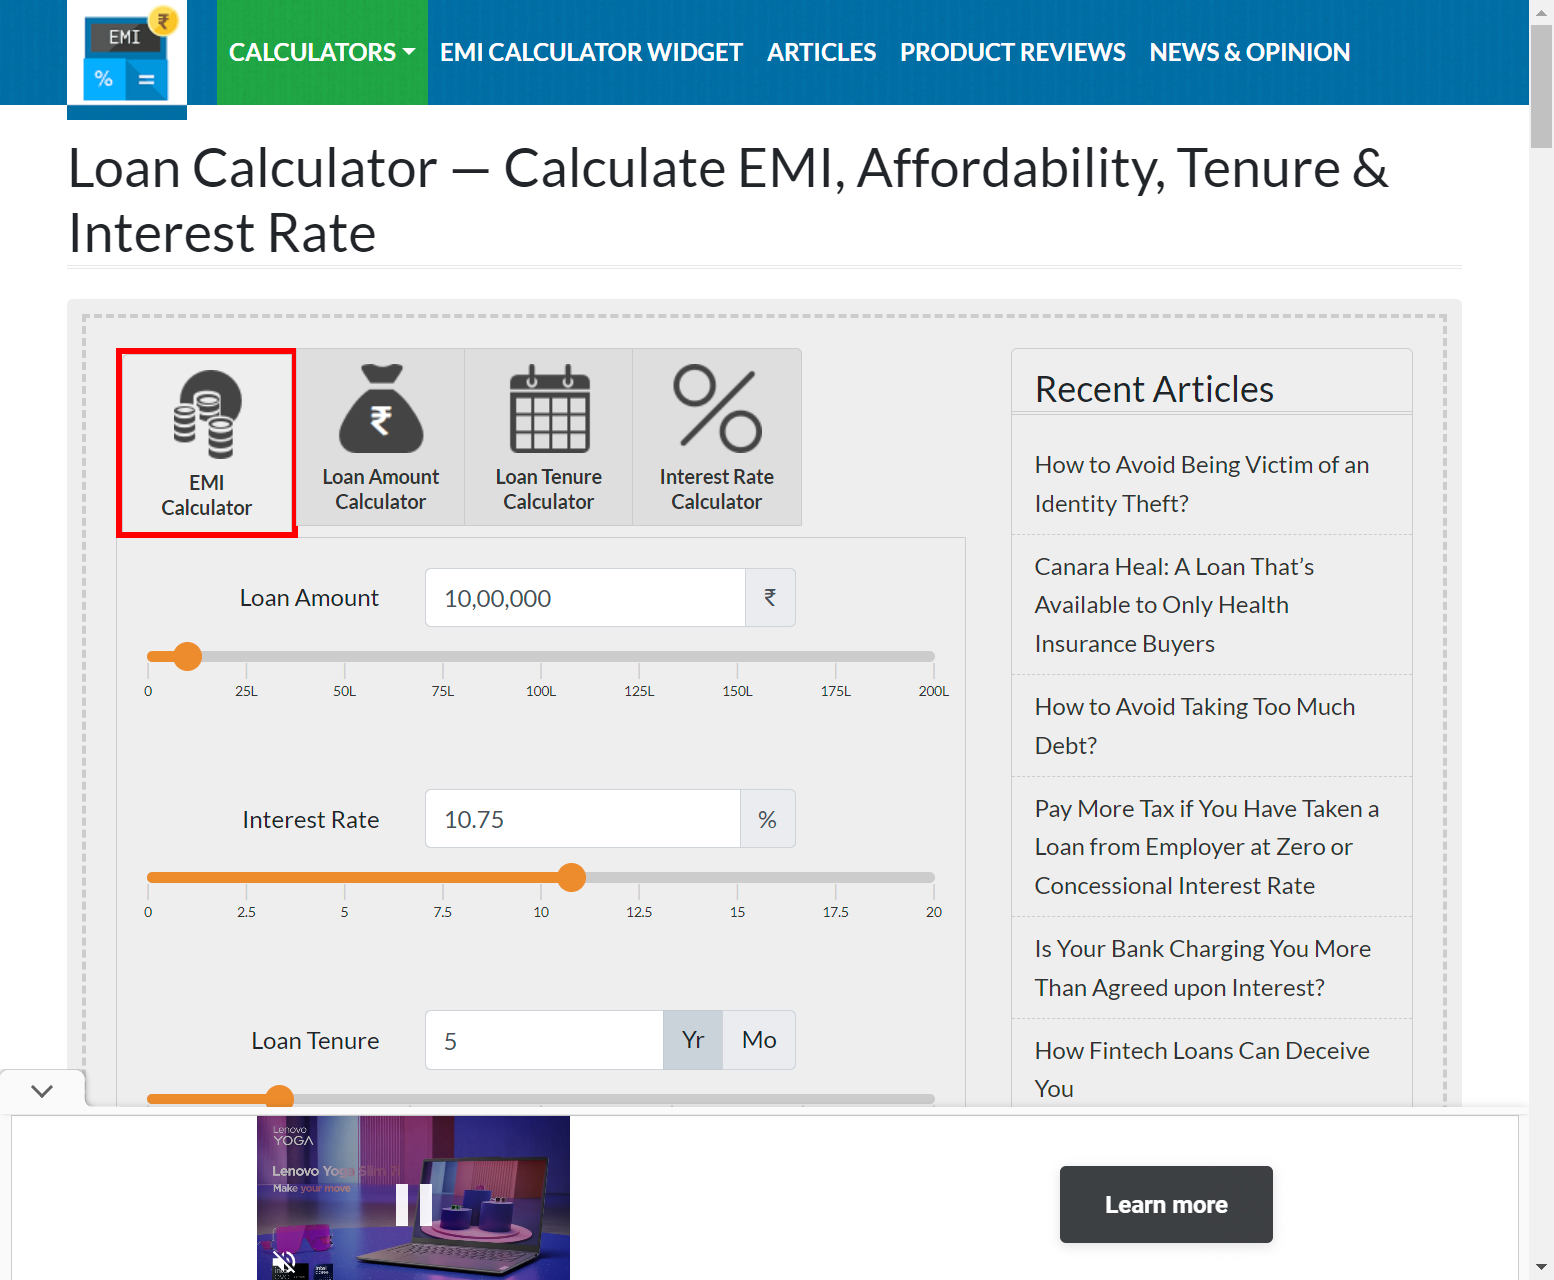 EMI
₹
%
=
CALCULATORS
EMI CALCULATOR WIDGET
ARTICLES
PRODUCT REVIEWS
NEWS & OPINION
Loan Calculator — Calculate EMI, Affordability, Tenure &
Interest Rate
EMI
Calculator
₹
Loan Amount
Calculator
Loan Tenure
Calculator
Interest Rate
Calculator
Loan Amount
10,00,000
₹
0 25L 50L 75L 100L 125L 150L 175L 200L
Interest Rate
10.75
%
0 2.5 5 7.5 10 12.5 15 17.5 20
Loan Tenure
5
Yr
Mo
Recent Articles
How to Avoid Being Victim of an
Identity Theft?
Canara Heal: A Loan That’s
Available to Only Health
Insurance Buyers
How to Avoid Taking Too Much
Debt?
Pay More Tax if You Have Taken a
Loan from Employer at Zero or
Concessional Interest Rate
Is Your Bank Charging You More
Than Agreed upon Interest?
How Fintech Loans Can Deceive
You
Lenovo
YOGA
Lenovo Yoga Slim
Make your move
Learn more